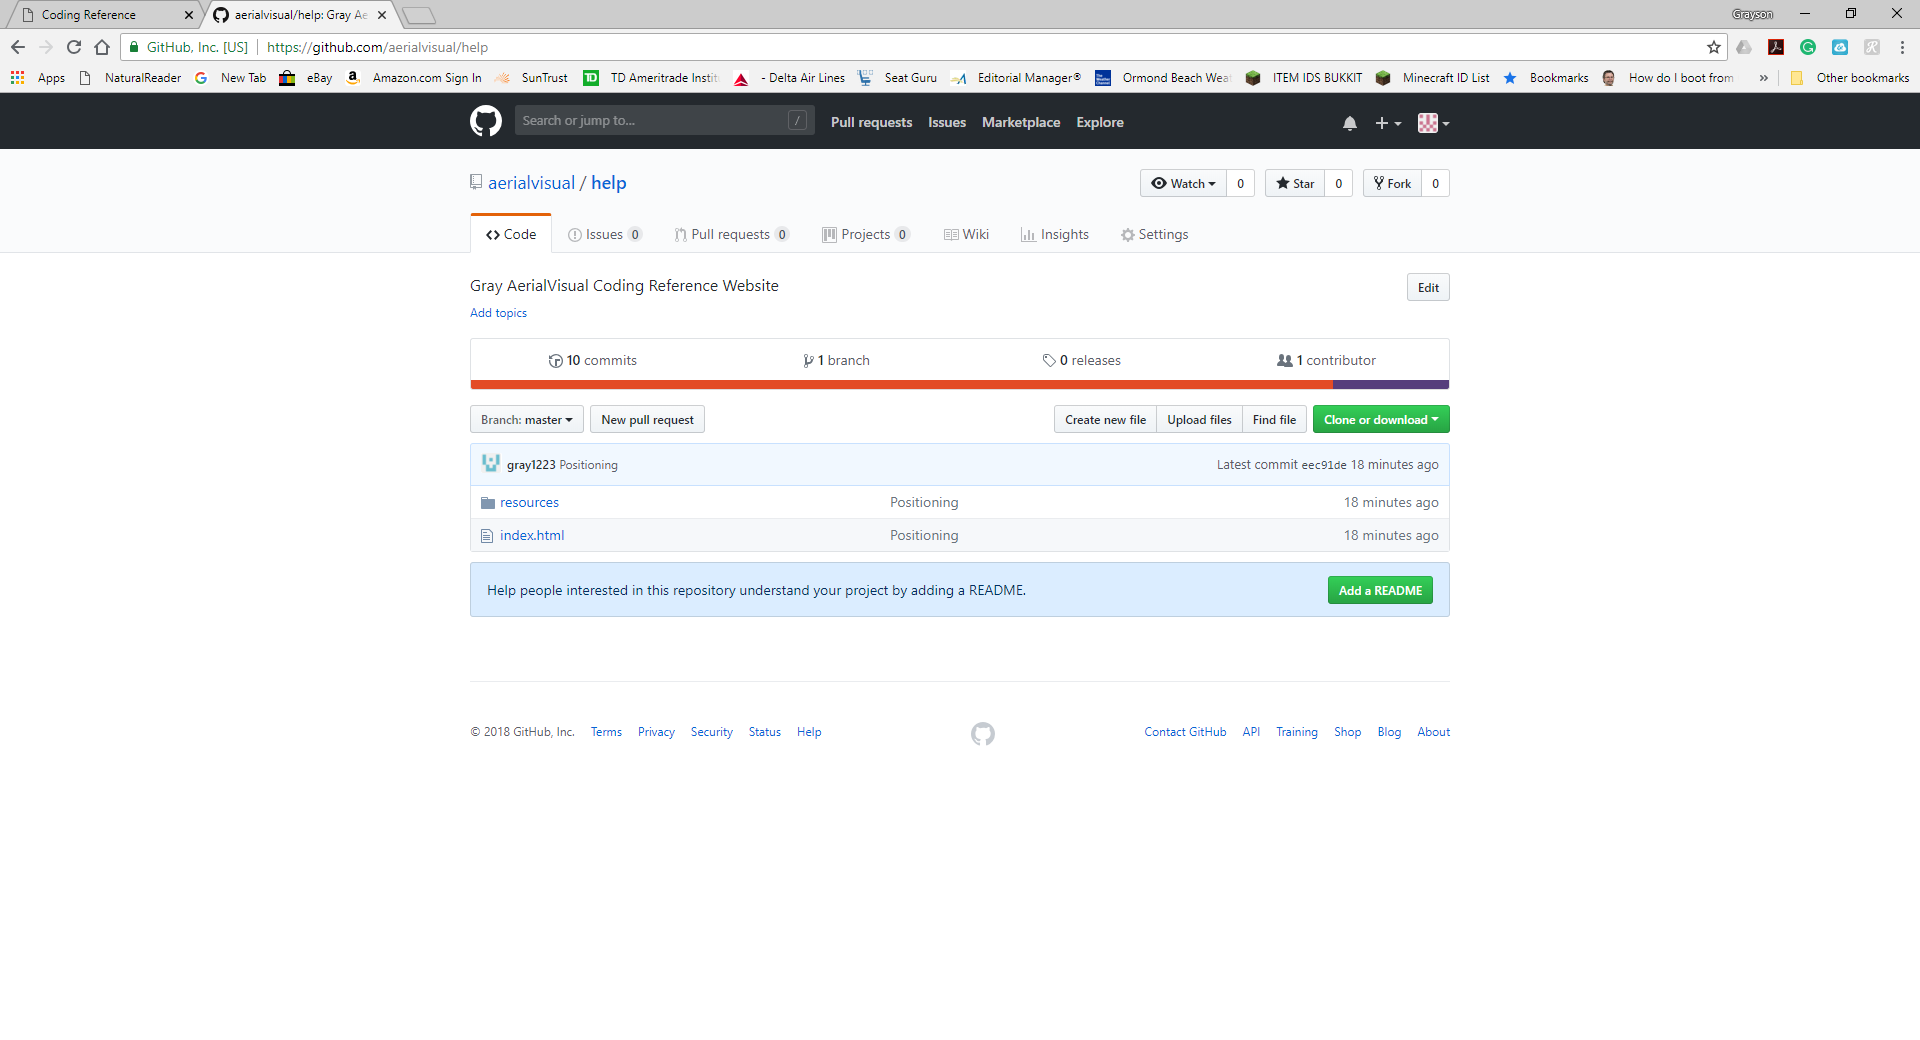 Coding Reference
aerialvisual/help: Gray Ae
Grayson
GitHub, Inc. [US] https://github.com/aerialvisual/help
Apps NaturalReader New Tab eBay Amazon.com Sign In SunTrust TD Ameritrade Instit - Delta Air Lines Seat Guru Editorial Manager® Ormond Beach Wea ITEM IDS BUKKIT Minecraft ID List Bookmarks How do I boot from » Other bookmarks
Search or jump to... / Pull requests Issues Marketplace Explore
aerialvisual / help
Watch 0 Star 0 Fork 0
Code Issues 0 Pull requests 0 Projects 0 Wiki Insights Settings
Gray AerialVisual Coding Reference Website
Edit
Add topics
10 commits 1 branch 0 releases 1 contributor
Branch: master New pull request Create new file Upload files Find file Clone or download
gray1223 Positioning Latest commit eec91de 18 minutes ago
resources Positioning 18 minutes ago
index.html Positioning 18 minutes ago
Help people interested in this repository understand your project by adding a README. Add a README
© 2018 GitHub, Inc. Terms Privacy Security Status Help Contact GitHub API Training Shop Blog About